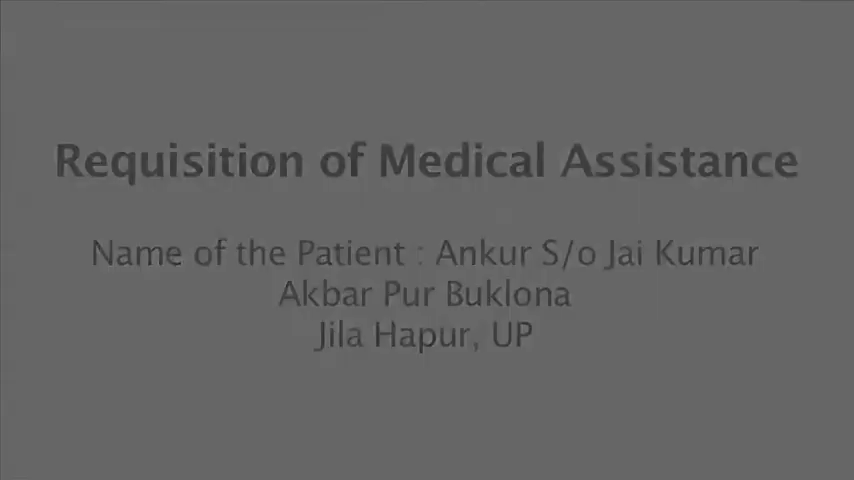 Requisition of Medical Assistance
Name of the Patient : Ankur S/o Jai Kumar
Akbar Pur Buklona
Jila Hapur, UP